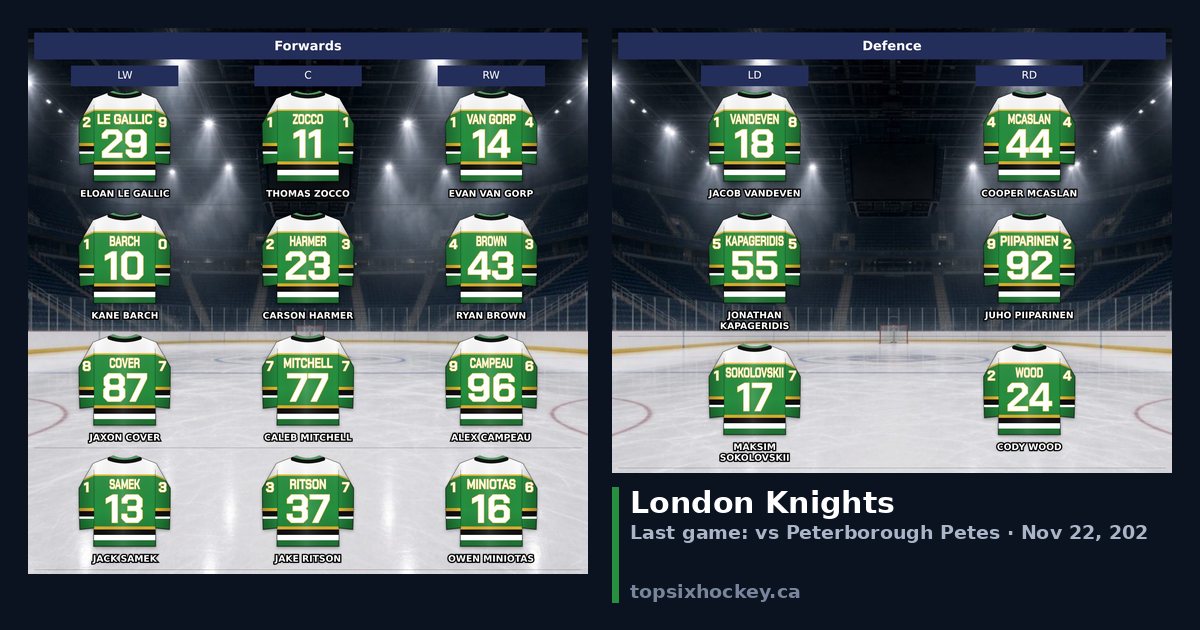 Forwards
LW C RW
2 LE GALLIC 9
29
ELOAN LE GALLIC
1 ZOCCO 1
11
THOMAS ZOCCO
1 VAN GORP 4
14
EVAN VAN GORP
1 BARCH 0
10
KANE BARCH
2 HARMER 3
23
CARSON HARMER
4 BROWN 3
43
RYAN BROWN
8 COVER 7
87
JAXON COVER
7 MITCHELL 7
77
CALEB MITCHELL
9 CAMPEAU 6
96
ALEX CAMPEAU
1 SAMEK 3
13
JACK SAMEK
3 RITSON 7
37
JAKE RITSON
1 MINIOTAS 6
16
OWEN MINIOTAS
Defence
LD RD
1 VANDEVEN 8
18
JACOB VANDEVEN
4 MCASLAN 4
44
COOPER MCASLAN
5 KAPAGERIDIS 5
55
JONATHAN
KAPAGERIDIS
9 PIIPARINEN 2
92
JUHO PIIPARINEN
1 SOKOLOVSKII 7
17
MAKSIM
SOKOLOVSKII
2 WOOD 4
24
CODY WOOD
London Knights
Last game: vs Peterborough Petes · Nov 22, 202
topsixhockey.ca